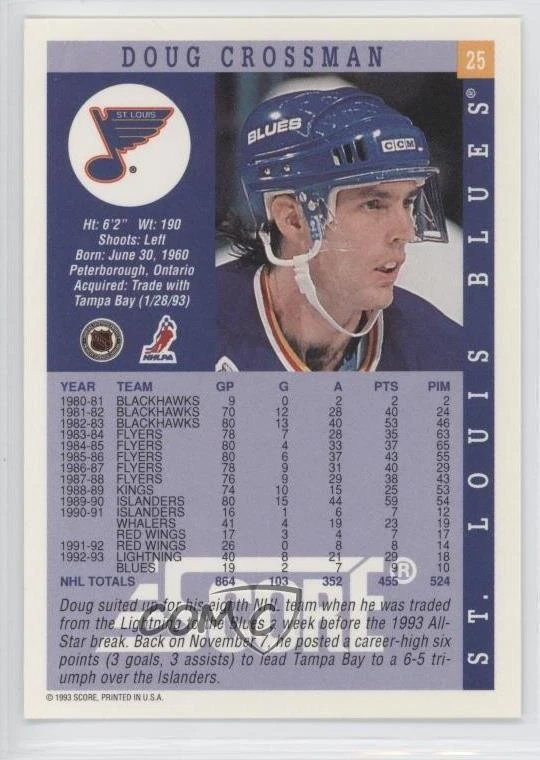 DOUG CROSSMAN
25
ST. LOUIS
®
BLUES
CCM
Ht: 6'2" Wt: 190
Shoots: Left
Born: June 30, 1960
Peterborough, Ontario
Acquired: Trade with
Tampa Bay (1/28/93)
NHL
NHLPA
ST. LOUIS BLUES®
YEAR TEAM GP G A PTS PIM
1980-81 BLACKHAWKS 9 0 2 2 2
1981-82 BLACKHAWKS 70 12 28 40 24
1982-83 BLACKHAWKS 80 13 40 53 46
1983-84 FLYERS 78 7 28 35 63
1984-85 FLYERS 80 4 33 37 65
1985-86 FLYERS 80 6 37 43 55
1986-87 FLYERS 78 9 31 40 29
1987-88 FLYERS 76 9 29 38 43
1988-89 KINGS 74 10 15 25 53
1989-90 ISLANDERS 80 15 44 59 54
1990-91 ISLANDERS 16 1 6 7 12
WHALERS 41 4 19 23 19
RED WINGS 17 3 4 7 17
1991-92 RED WINGS 26 0 8 8 14
1992-93 LIGHTNING 40 8 21 29 18
BLUES 19 2 7 9 10
NHL TOTALS 864 103 352 455 524
SCORE®
COMC
Doug suited up for his eighth NHL team when he was traded
from the Lightning to the Blues a week before the 1993 All-
Star break. Back on November 7, he posted a career-high six
points (3 goals, 3 assists) to lead Tampa Bay to a 6-5 tri-
umph over the Islanders.
© 1993 SCORE, PRINTED IN U.S.A.